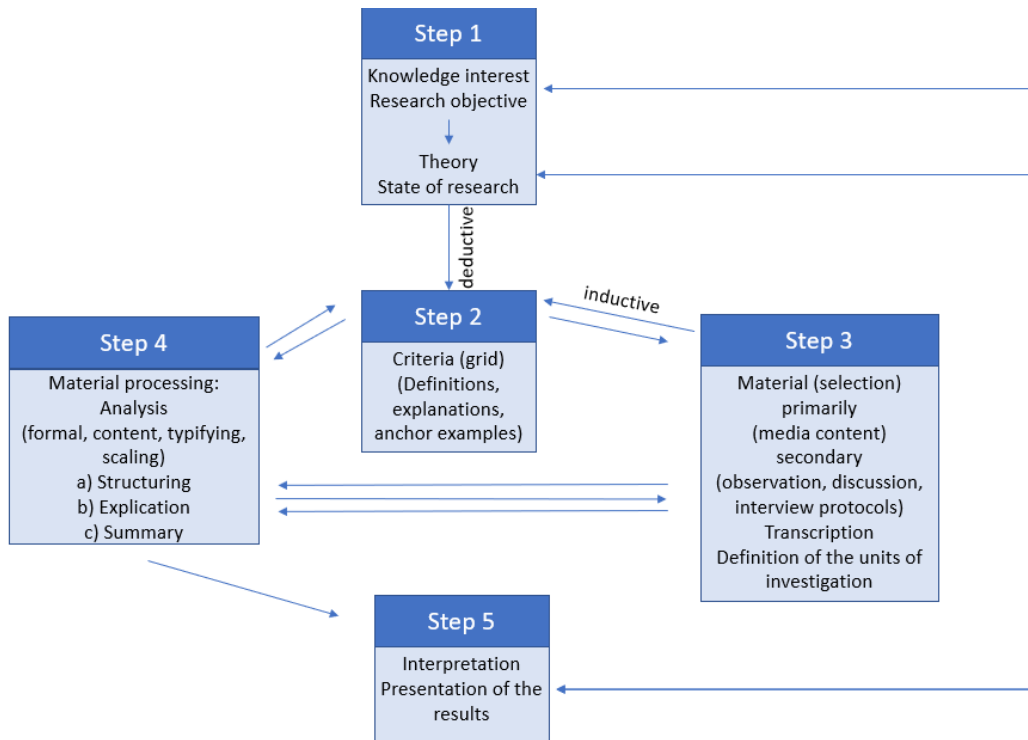 Step 1
Knowledge interest
Research objective
Theory
State of research
deductive
inductive
Step 2
Criteria (grid)
(Definitions,
explanations,
anchor examples)
Step 4
Material processing:
Analysis
(formal, content, typifying,
scaling)
a) Structuring
b) Explication
c) Summary
Step 3
Material (selection)
primarily
(media content)
secondary
(observation, discussion,
interview protocols)
Transcription
Definition of the units of
investigation
Step 5
Interpretation
Presentation of the
results